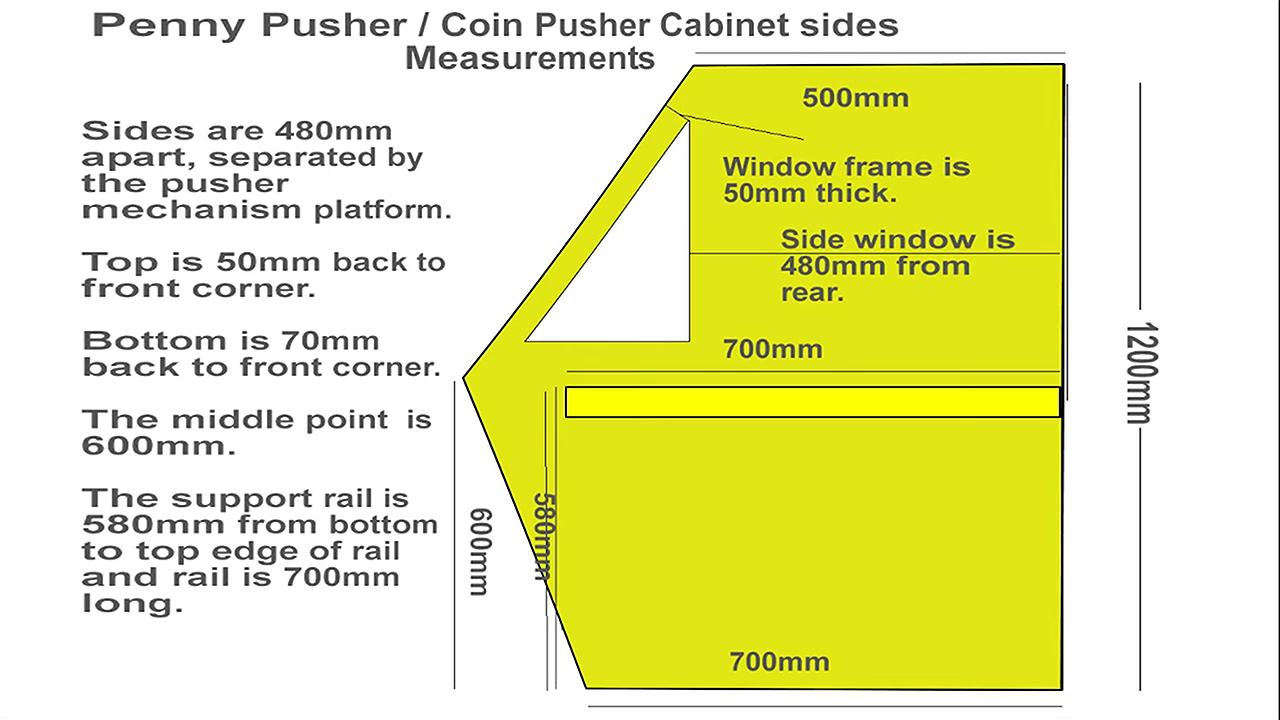 Penny Pusher / Coin Pusher Cabinet sides
Measurements
Sides are 480mm
apart, separated by
the pusher
mechanism platform.
Top is 50mm back to
front corner.
Bottom is 70mm
back to front corner.
The middle point is
600mm.
The support rail is
580mm from bottom
to top edge of rail
and rail is 700mm
long.
500mm
Window frame is
50mm thick.
Side window is
480mm from
rear.
700mm
1200mm
580mm
600mm
700mm